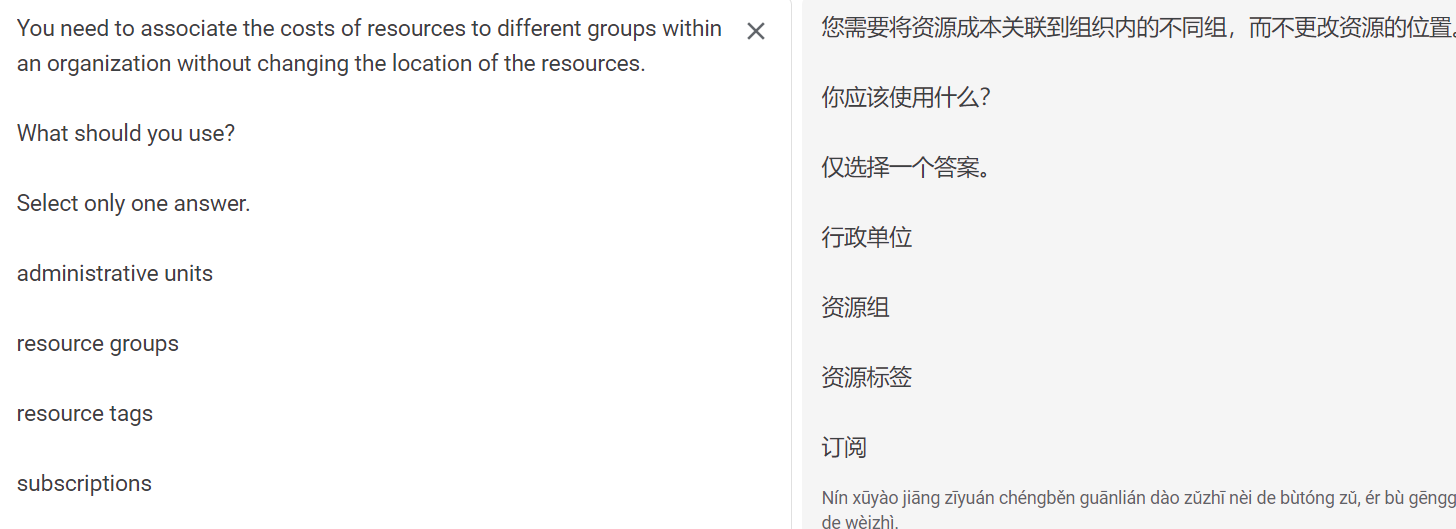 You need to associate the costs of resources to different groups within
an organization without changing the location of the resources.
What should you use?
Select only one answer.
administrative units
resource groups
resource tags
subscriptions
您需要将资源成本关联到组织内的不同组，而不更改资源的位置。
你应该使用什么？
仅选择一个答案。
行政单位
资源组
资源标签
订阅
Nín xūyào jiāng zīyuán chéngběn guānlián dào zǔzhī nèi de bùtóng zǔ, ér bù gēngg
de wèizhì.